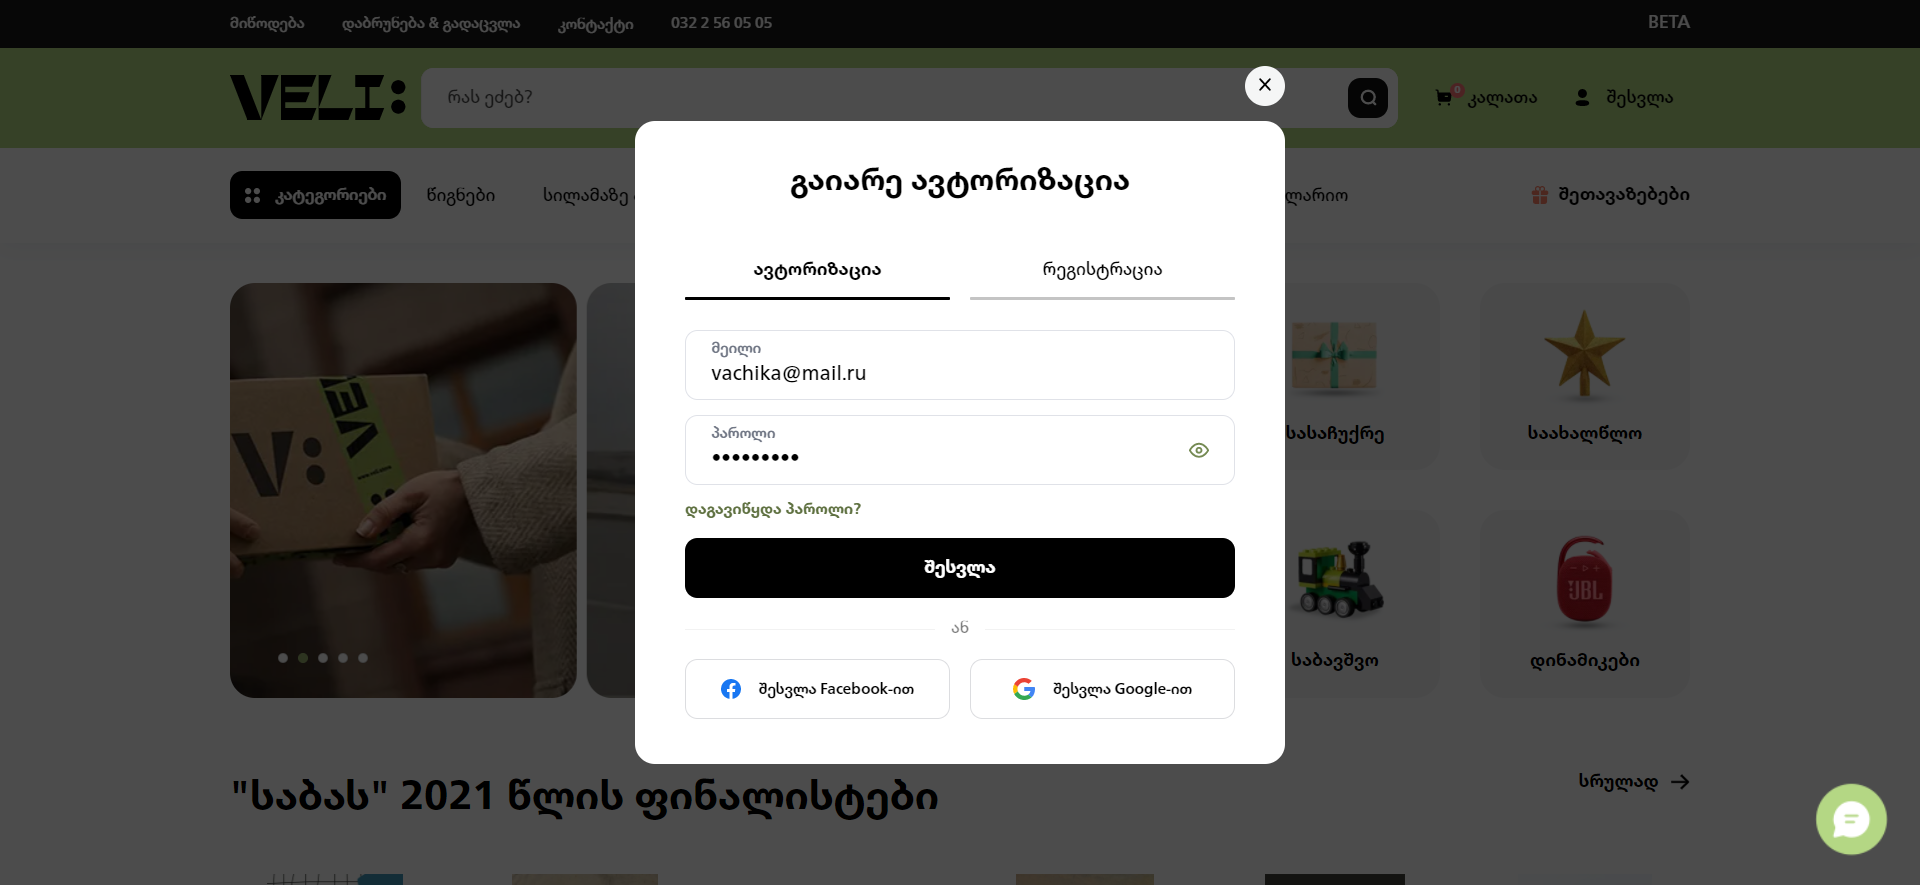 მიწოდება დაბრუნება & გადაცვლა კონტაქტი 032 2 56 05 05 BETA
VELI:
რას ეძებ?
0 კალათა შესვლა
კატეგორიები წიგნები სილამაზე ლარიო შეთავაზებები
გაიარე ავტორიზაცია
ავტორიზაცია რეგისტრაცია
მეილი
vachika@mail.ru
პაროლი
•••••••••
დაგავიწყდა პაროლი?
შესვლა
ან
შესვლა Facebook-ით შესვლა Google-ით
სასაჩუქრე საახალწლო
JBL
საბავშვო დინამიკები
"საბას" 2021 წლის ფინალისტები
სრულად